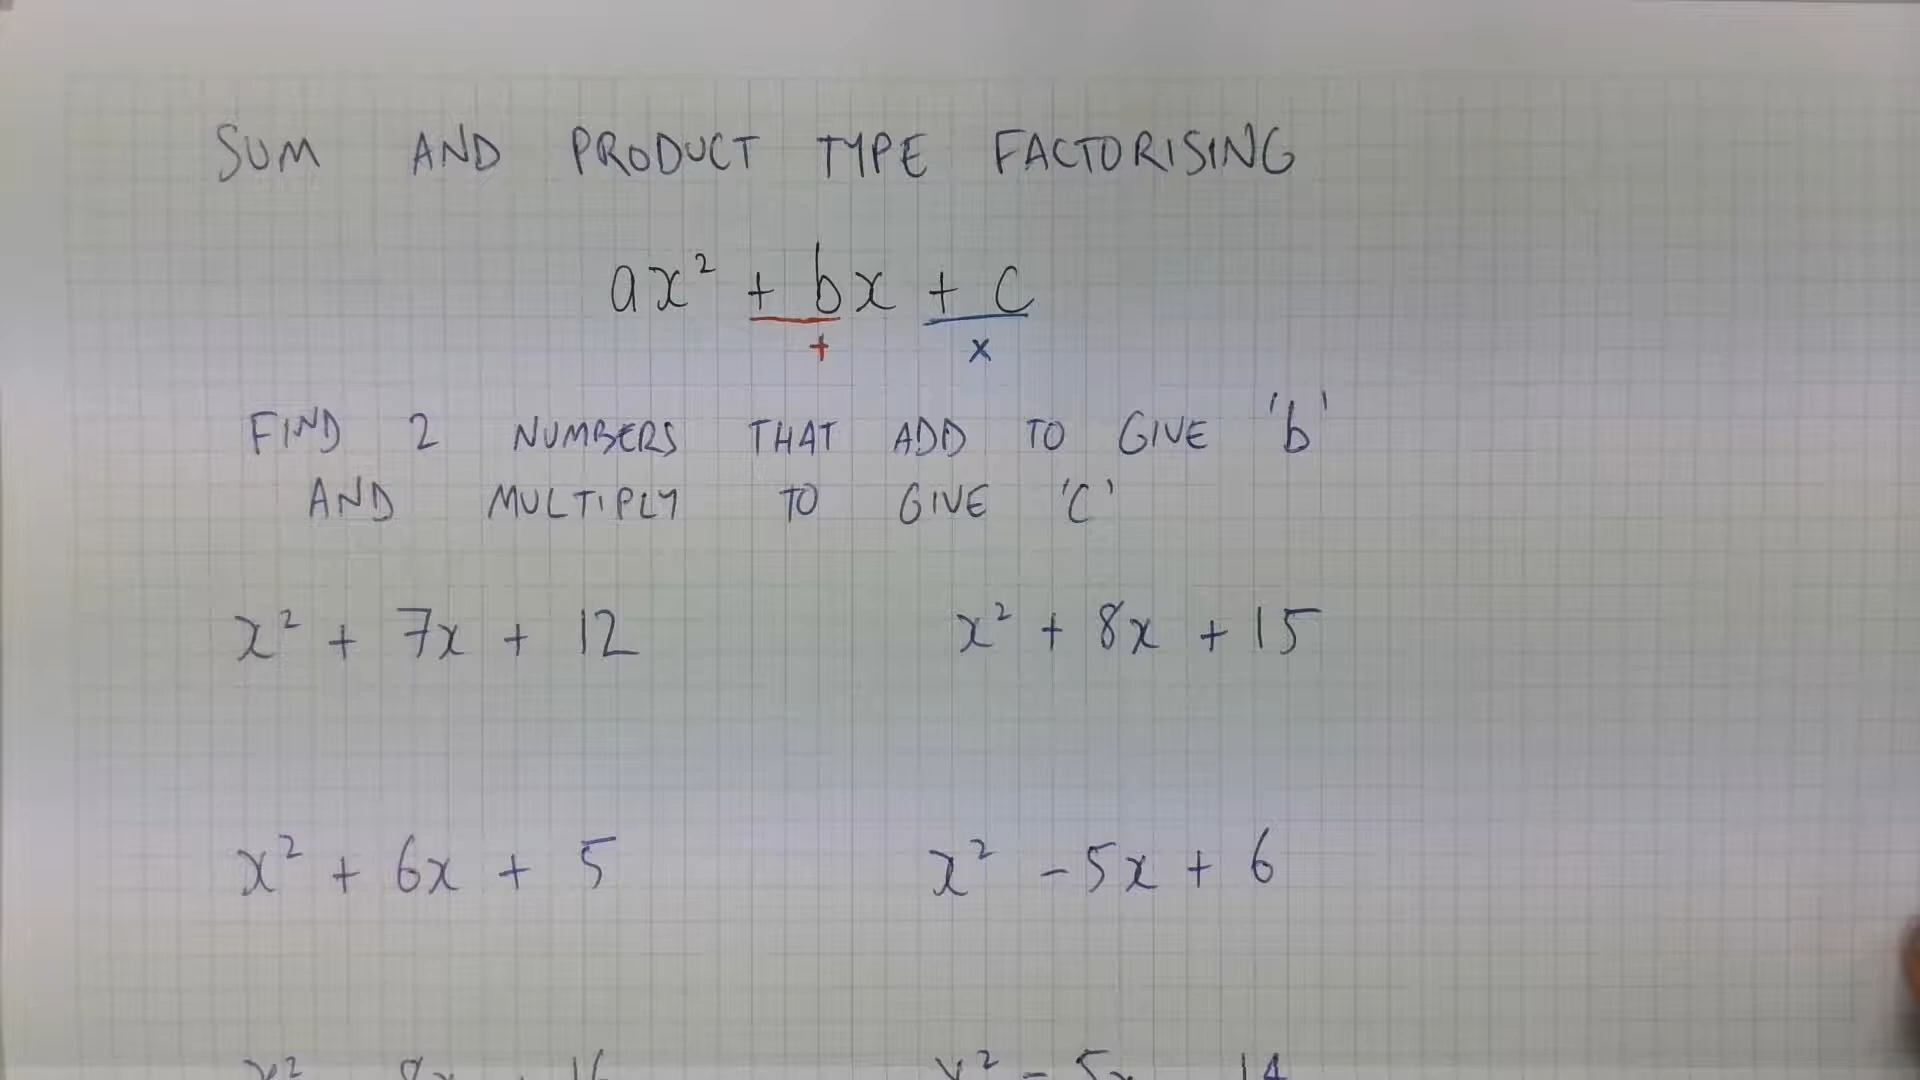 SUM AND PRODUCT TYPE FACTORISING
ax² + bx + c
+ x
FIND 2 NUMBERS THAT ADD TO GIVE 'b'
AND MULTIPLY TO GIVE 'C'
x² + 7x + 12 x² + 8x + 15
x² + 6x + 5 x² - 5x + 6